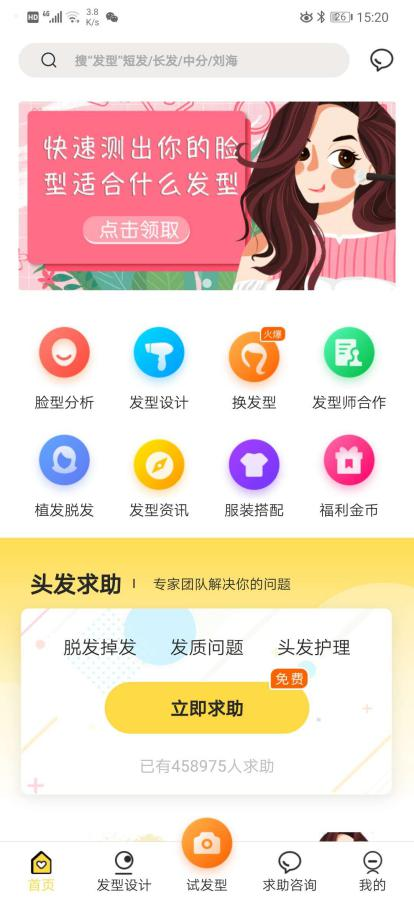 HD 4G 3.8 K/s 26 15:20
搜"发型"短发/长发/中分/刘海
快速测出你的脸
型适合什么发型
点击领取
火爆
脸型分析 发型设计 换发型 发型师合作
植发脱发 发型资讯 服装搭配 福利金币
头发求助 | 专家团队解决你的问题
脱发掉发 发质问题 头发护理
免费
立即求助
已有458975人求助
首页 发型设计 试发型 求助咨询 我的